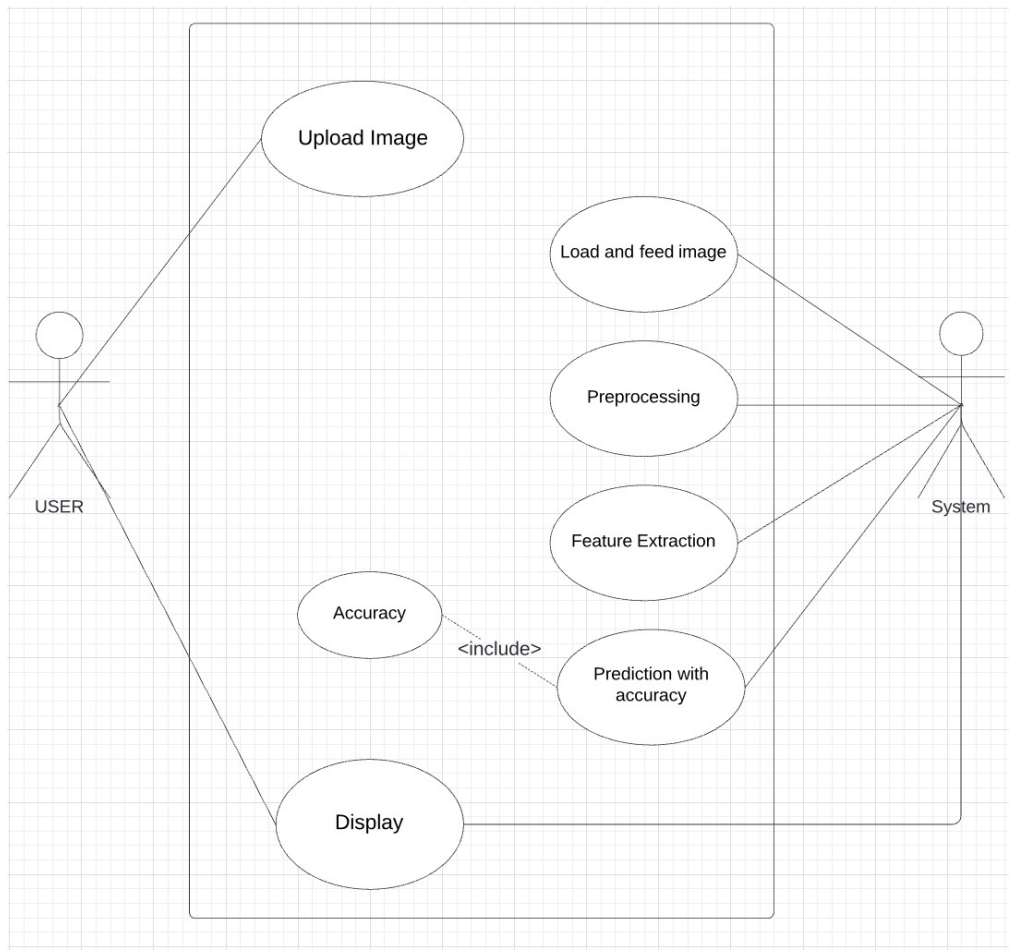 Upload Image
Load and feed image
Preprocessing
USER
System
Feature Extraction
Accuracy
<include>
Prediction with
accuracy
Display